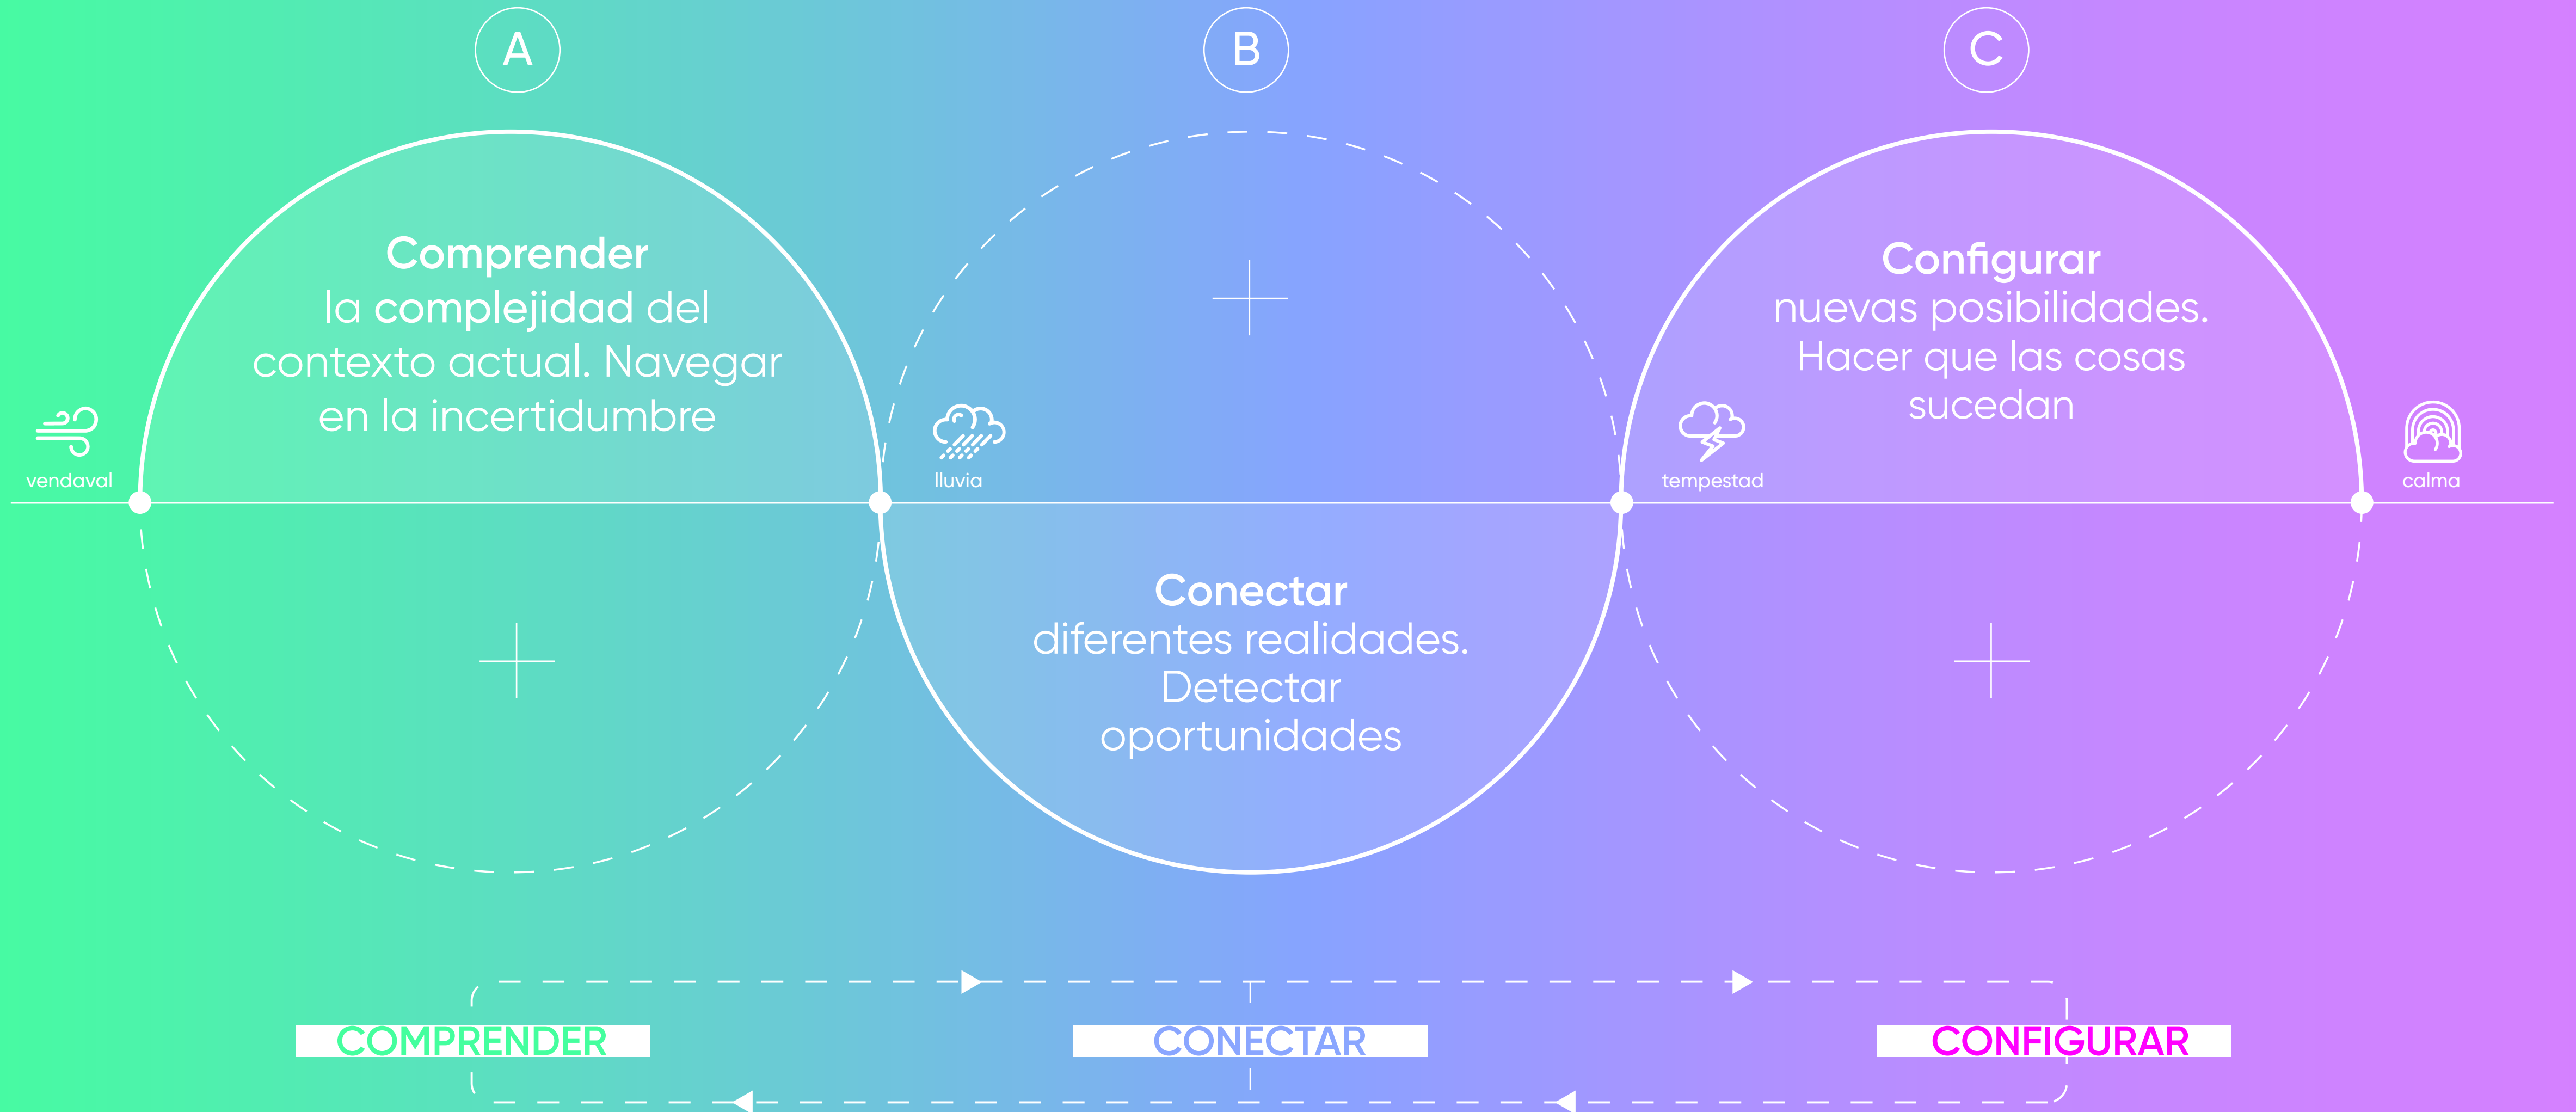 A
B
C
Comprender
la complejidad del
contexto actual. Navegar
en la incertidumbre
Configurar
nuevas posibilidades.
Hacer que las cosas
sucedan
vendaval
lluvia
tempestad
calma
Conectar
diferentes realidades.
Detectar
oportunidades
COMPRENDER
CONECTAR
CONFIGURAR